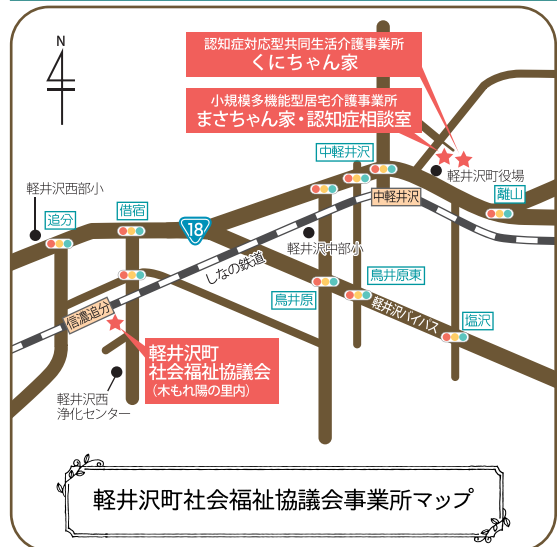 認知症対応型共同生活介護事業所
くにちゃん家
小規模多機能型居宅介護事業所
まさちゃん家・認知症相談室
N
中軽井沢
軽井沢町役場
軽井沢西部小
追分
借宿
18
中軽井沢
離山
軽井沢中部小
しなの鉄道
鳥井原
鳥井原東
軽井沢バイパス
塩沢
信濃追分
軽井沢町
社会福祉協議会
(木もれ陽の里内)
軽井沢西
浄化センター
軽井沢町社会福祉協議会事業所マップ